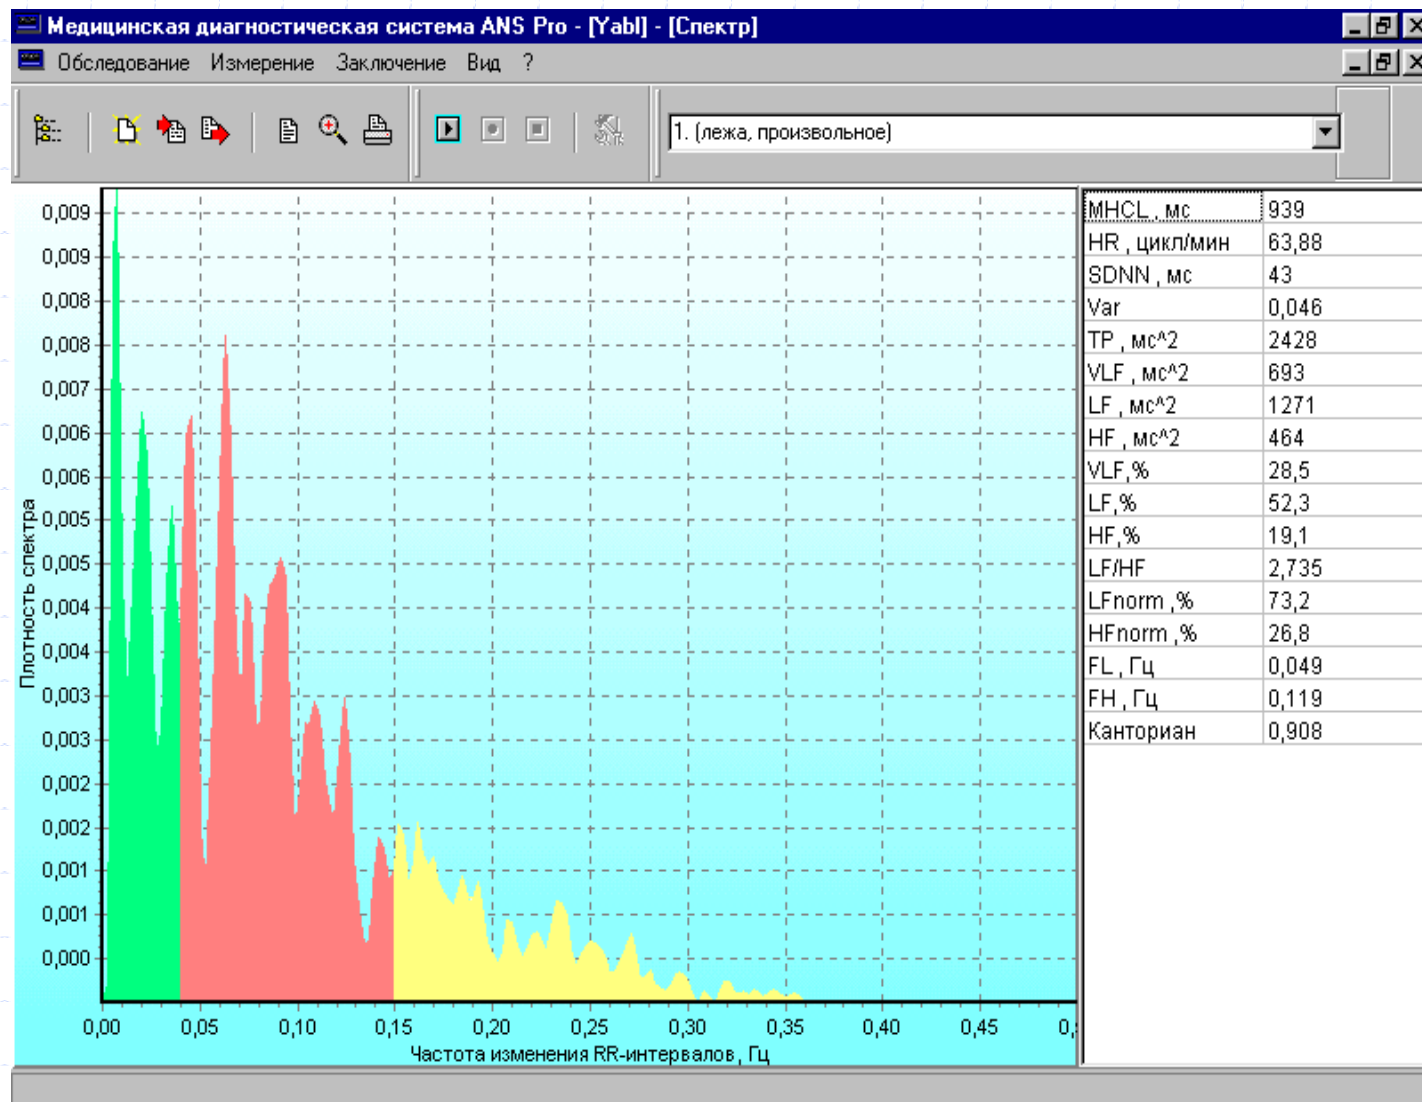 Медицинская диагностическая система ANS Pro - [Yabl] - [Спектр]
Обследование Измерение Заключение Вид ?
1. (лежа, произвольное)
0,009
0,009
0,008
0,008
0,007
0,006
0,006
0,005
0,005
0,004
0,004
0,003
0,003
0,002
0,002
0,001
0,001
0,000
Плотность спектра
0,00 0,05 0,10 0,15 0,20 0,25 0,30 0,35 0,40 0,45 0,
Частота изменения RR-интервалов, Гц
MHCL, мс 939
HR, цикл/мин 63,88
SDNN, мс 43
Var 0,046
TP, мс^2 2428
VLF, мс^2 693
LF, мс^2 1271
HF, мс^2 464
VLF,% 28,5
LF,% 52,3
HF,% 19,1
LF/HF 2,735
LFnorm,% 73,2
HFnorm,% 26,8
FL, Гц 0,049
FH, Гц 0,119
Канториан 0,908